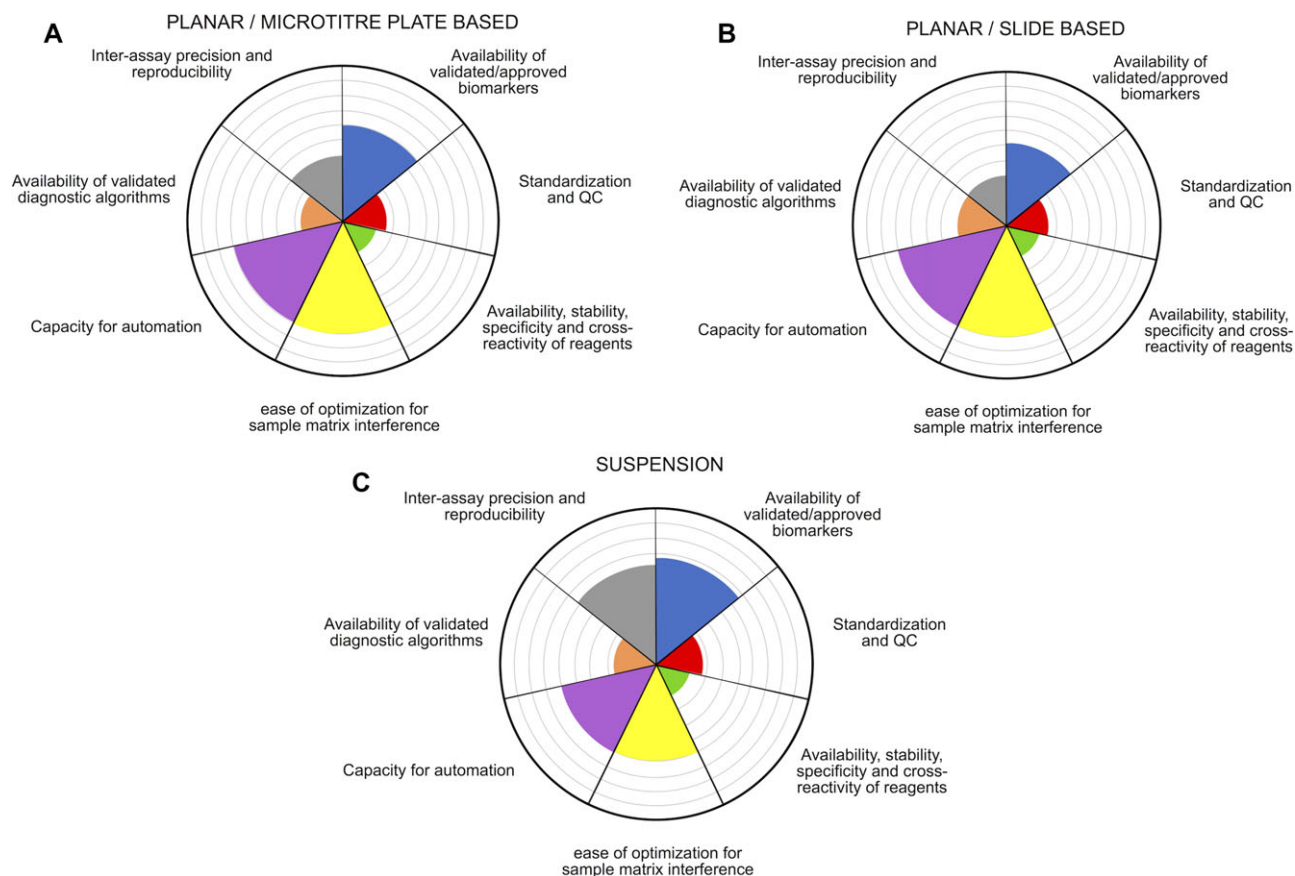 A
PLANAR / MICROTITRE PLATE BASED
Inter-assay precision and
reproducibility
Availability of
validated/approved
biomarkers
Availability of validated
diagnostic algorithms
Standardization
and QC
Capacity for automation
Availability, stability,
specificity and cross-
reactivity of reagents
ease of optimization for
sample matrix interference
B
PLANAR / SLIDE BASED
Inter-assay precision and
reproducibility
Availability of
validated/approved
biomarkers
Availability of validated
diagnostic algorithms
Standardization
and QC
Capacity for automation
Availability, stability,
specificity and cross-
reactivity of reagents
ease of optimization for
sample matrix interference
C
SUSPENSION
Inter-assay precision and
reproducibility
Availability of
validated/approved
biomarkers
Availability of validated
diagnostic algorithms
Standardization
and QC
Capacity for automation
Availability, stability,
specificity and cross-
reactivity of reagents
ease of optimization for
sample matrix interference